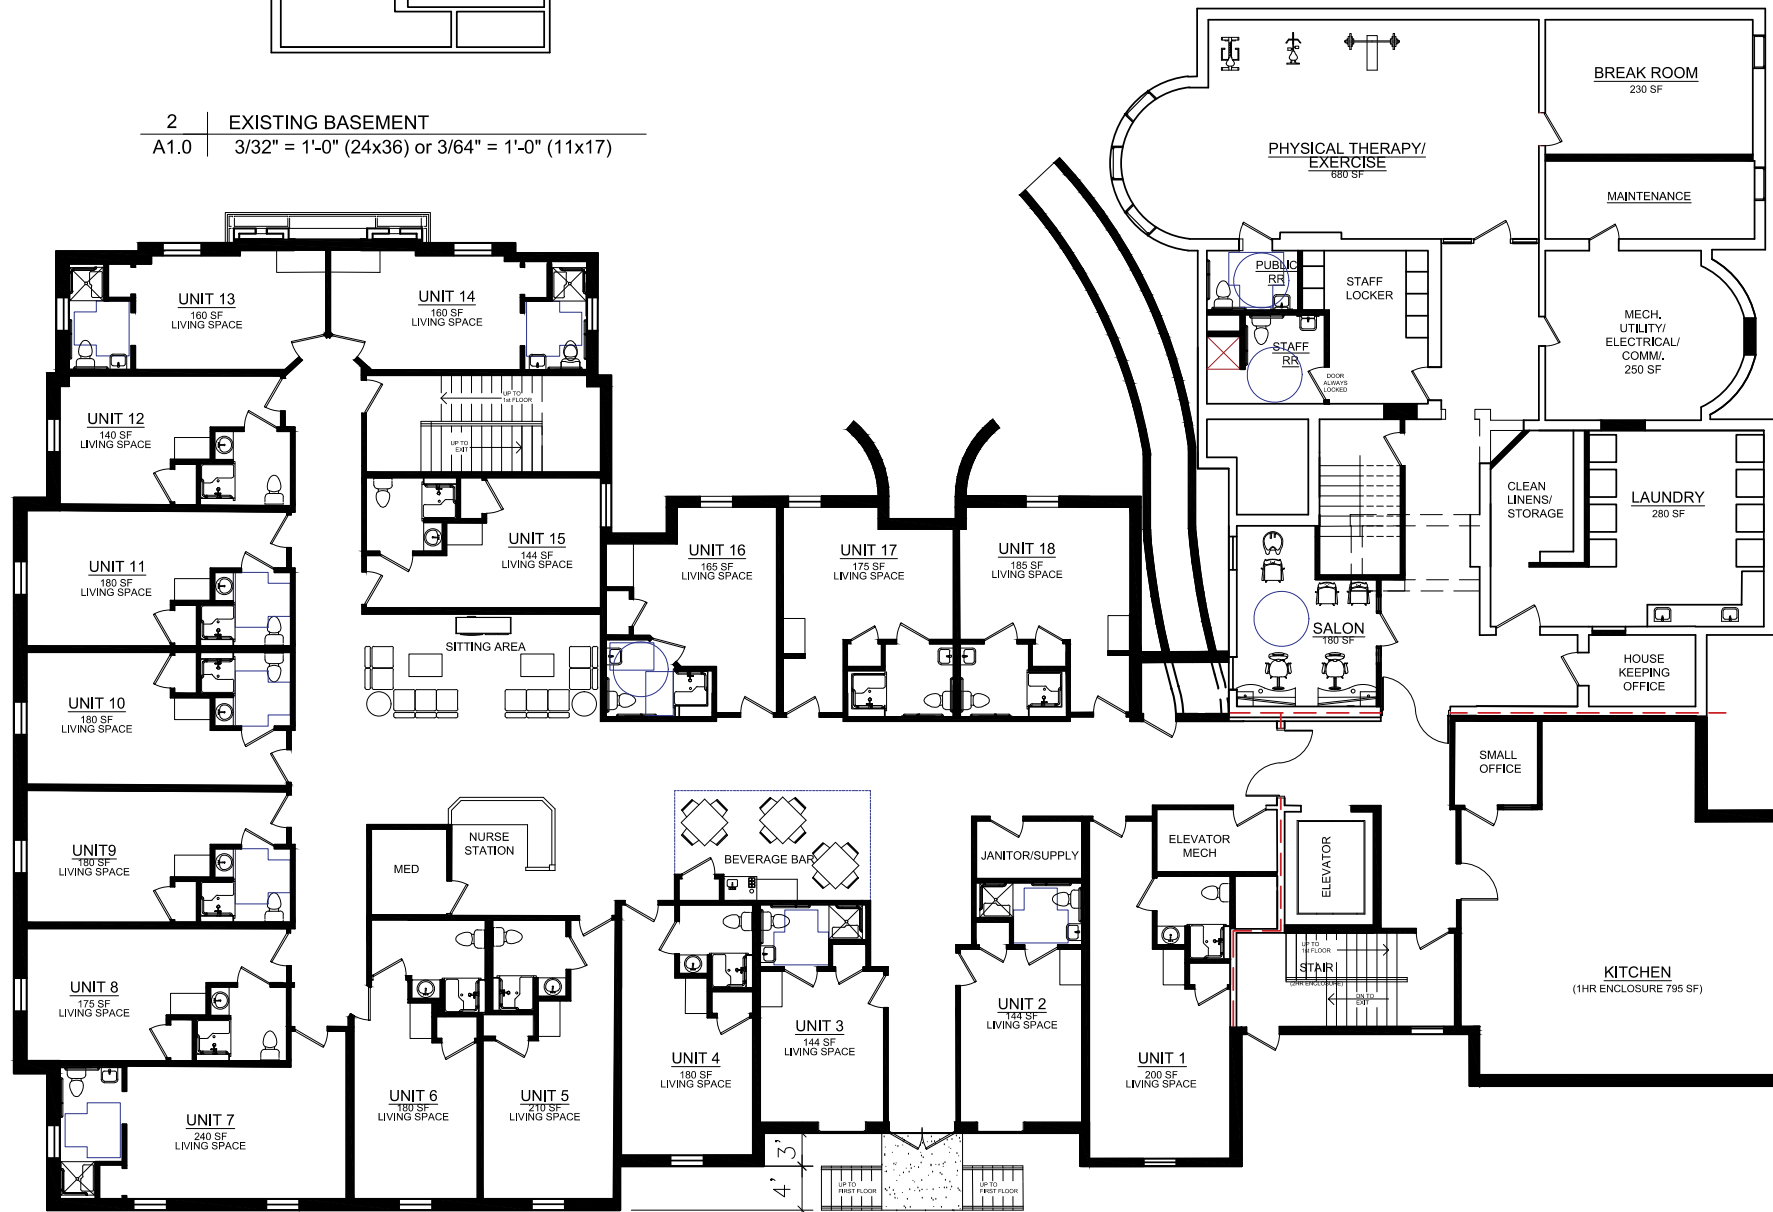 2
EXISTING BASEMENT
A1.0
3/32" = 1'-0" (24x36) or 3/64" = 1'-0" (11x17)
BREAK ROOM
230 SF
PHYSICAL THERAPY/
EXERCISE
680 SF
MAINTENANCE
PUBLIC
RR
STAFF
LOCKER
STAFF
RR
DOOR
ALWAYS
LOCKED
MECH.
UTILITY/
ELECTRICAL/
COMM/.
250 SF
UNIT 13
160 SF
LIVING SPACE
UNIT 14
160 SF
LIVING SPACE
UP TO
1st FLOOR
UP TO
EXIT
UNIT 12
140 SF
LIVING SPACE
CLEAN
LINENS/
STORAGE
LAUNDRY
280 SF
UNIT 11
180 SF
LIVING SPACE
UNIT 15
144 SF
LIVING SPACE
UNIT 16
165 SF
LIVING SPACE
UNIT 17
175 SF
LIVING SPACE
UNIT 18
185 SF
LIVING SPACE
SALON
180 SF
SITTING AREA
HOUSE
KEEPING
OFFICE
UNIT 10
180 SF
LIVING SPACE
SMALL
OFFICE
UNIT9
180 SF
LIVING SPACE
MED
NURSE
STATION
BEVERAGE BAR
JANITOR/SUPPLY
ELEVATOR
MECH
ELEVATOR
UP TO
1st FLOOR
STAIR
(2HR ENCLOSURE)
DN TO
EXIT
KITCHEN
(1HR ENCLOSURE 795 SF)
UNIT 8
175 SF
LIVING SPACE
UNIT 7
240 SF
LIVING SPACE
UNIT 6
180 SF
LIVING SPACE
UNIT 5
210 SF
LIVING SPACE
UNIT 4
180 SF
LIVING SPACE
UNIT 3
144 SF
LIVING SPACE
UNIT 2
144 SF
LIVING SPACE
UNIT 1
200 SF
LIVING SPACE
3'
4'
UP TO
FIRST FLOOR
UP TO
FIRST FLOOR